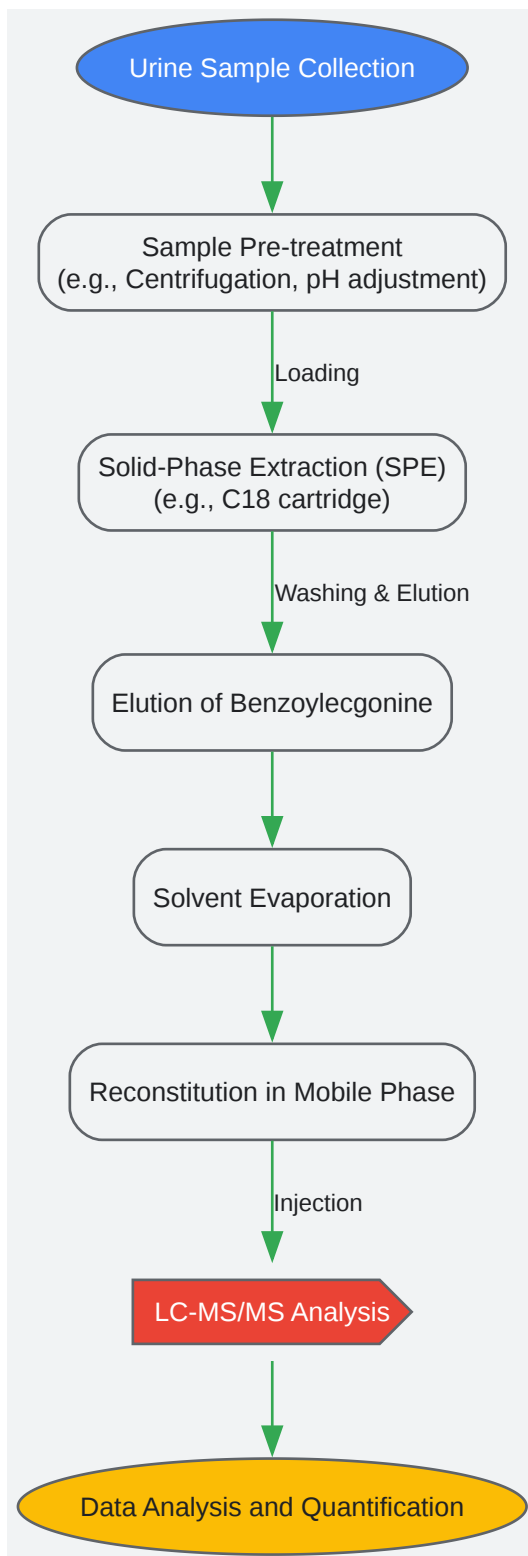 Urine Sample Collection
Sample Pre-treatment
(e.g., Centrifugation, pH adjustment)
Loading
Solid-Phase Extraction (SPE)
(e.g., C18 cartridge)
Washing & Elution
Elution of Benzoylecgonine
Solvent Evaporation
Reconstitution in Mobile Phase
Injection
LC-MS/MS Analysis
Data Analysis and Quantification